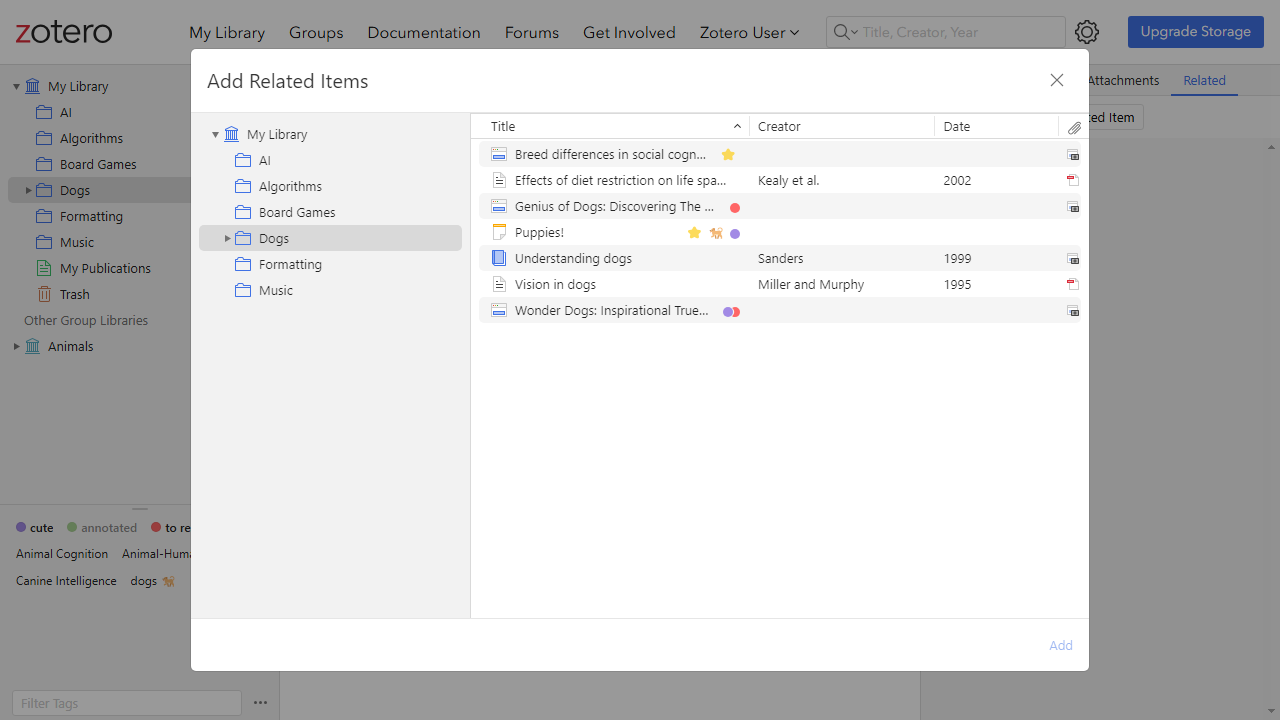 zotero
My Library
Groups
Documentation
Forums
Get Involved
Zotero User
Title, Creator, Year
Upgrade Storage
My Library
AI
Algorithms
Board Games
Dogs
Formatting
Music
My Publications
Trash
Other Group Libraries
Animals
cute
annotated
to re
Animal Cognition
Animal-Huma
Canine Intelligence
dogs
Filter Tags
Attachments
Related
ed Item
Add Related Items
My Library
AI
Algorithms
Board Games
Dogs
Formatting
Music
Title Creator Date
Breed differences in social cogn...
Effects of diet restriction on life spa... Kealy et al. 2002
Genius of Dogs: Discovering The ...
Puppies!
Understanding dogs Sanders 1999
Vision in dogs Miller and Murphy 1995
Wonder Dogs: Inspirational True...
Add